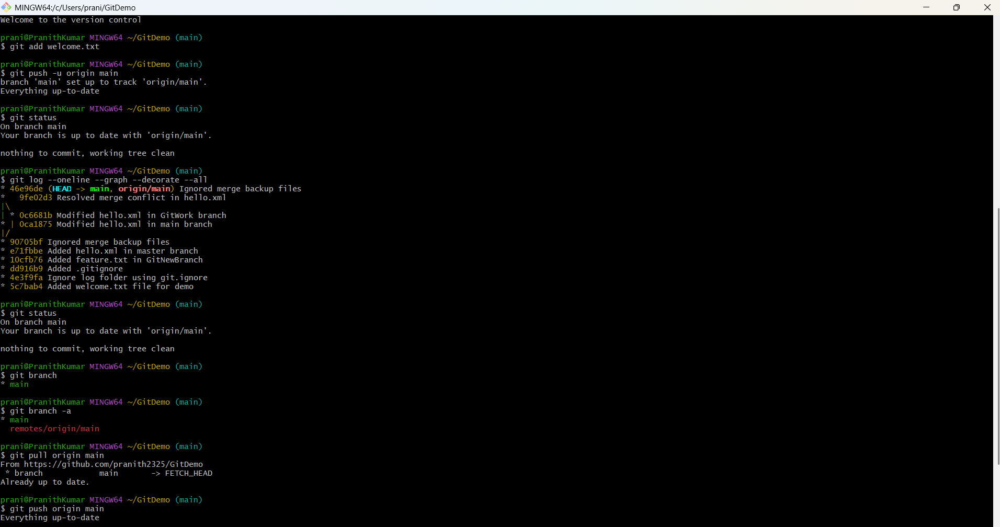 MINGW64:/c/Users/prani/GitDemo
Welcome to the version control
prani@PranithKumar MINGW64 ~/GitDemo (main)
$ git add welcome.txt
prani@PranithKumar MINGW64 ~/GitDemo (main)
$ git push -u origin main
branch 'main' set up to track 'origin/main'.
Everything up-to-date
prani@PranithKumar MINGW64 ~/GitDemo (main)
$ git status
On branch main
Your branch is up to date with 'origin/main'.
nothing to commit, working tree clean
prani@PranithKumar MINGW64 ~/GitDemo (main)
$ git log --oneline --graph --decorate --all
* 46e96de (HEAD -> main, origin/main) Ignored merge backup files
*   9fe02d3 Resolved merge conflict in hello.xml
|\
| * 0c6681b Modified hello.xml in GitWork branch
* | 0ca1875 Modified hello.xml in main branch
|/
* 90705bf Ignored merge backup files
* e71fbbe Added hello.xml in master branch
* 10cfb76 Added feature.txt in GitNewBranch
* dd916b9 Added .gitignore
* 4e3f9fa Ignore log folder using git.ignore
* 5c7bab4 Added welcome.txt file for demo
prani@PranithKumar MINGW64 ~/GitDemo (main)
$ git status
On branch main
Your branch is up to date with 'origin/main'.
nothing to commit, working tree clean
prani@PranithKumar MINGW64 ~/GitDemo (main)
$ git branch
* main
prani@PranithKumar MINGW64 ~/GitDemo (main)
$ git branch -a
* main
  remotes/origin/main
prani@PranithKumar MINGW64 ~/GitDemo (main)
$ git pull origin main
From https://github.com/pranith2325/GitDemo
 * branch            main       -> FETCH_HEAD
Already up to date.
prani@PranithKumar MINGW64 ~/GitDemo (main)
$ git push origin main
Everything up-to-date